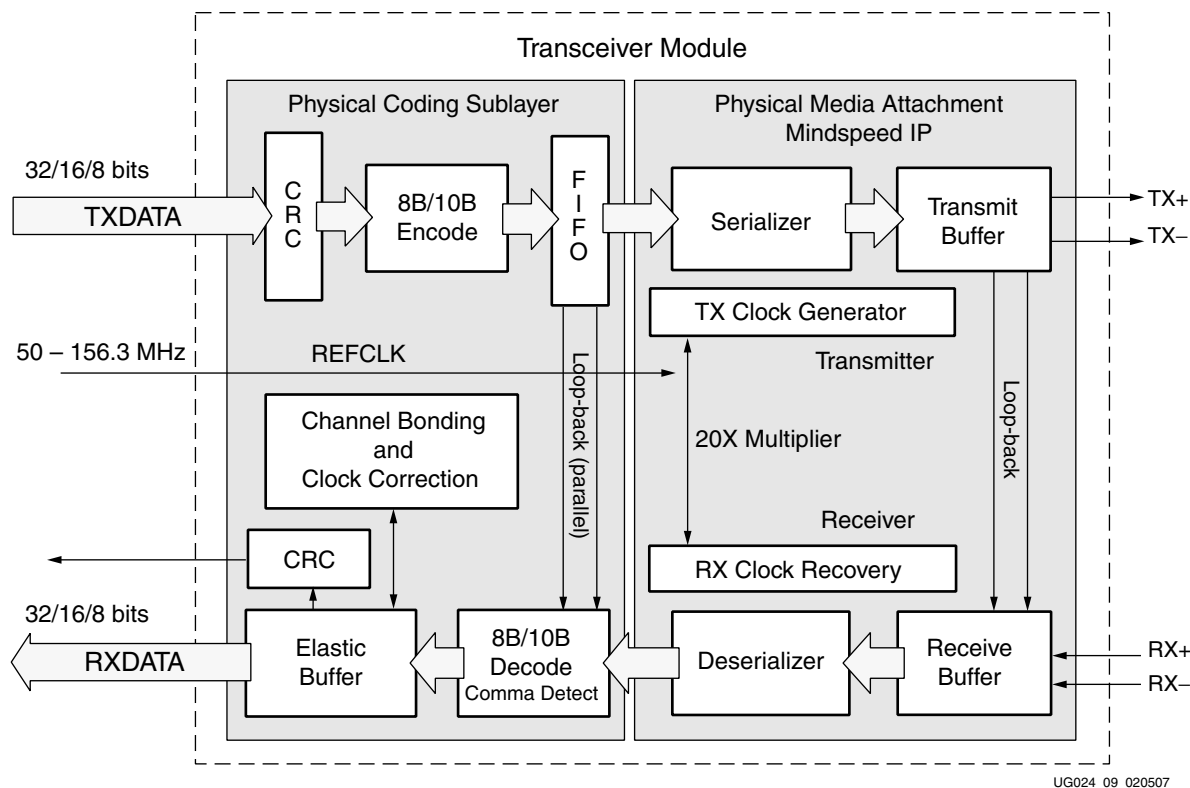 Transceiver Module
Physical Coding Sublayer
Physical Media Attachment
Mindspeed IP
32/16/8 bits
TXDATA
CRC
8B/10B
Encode
FIFO
Serializer
Transmit
Buffer
TX+
TX–
TX Clock Generator
50 – 156.3 MHz
REFCLK
Transmitter
Loop-back (parallel)
Loop-back
Channel Bonding
and
Clock Correction
20X Multiplier
Receiver
CRC
RX Clock Recovery
32/16/8 bits
RXDATA
Elastic
Buffer
8B/10B
Decode
Comma Detect
Deserializer
Receive
Buffer
RX+
RX–
UG024_09_020507